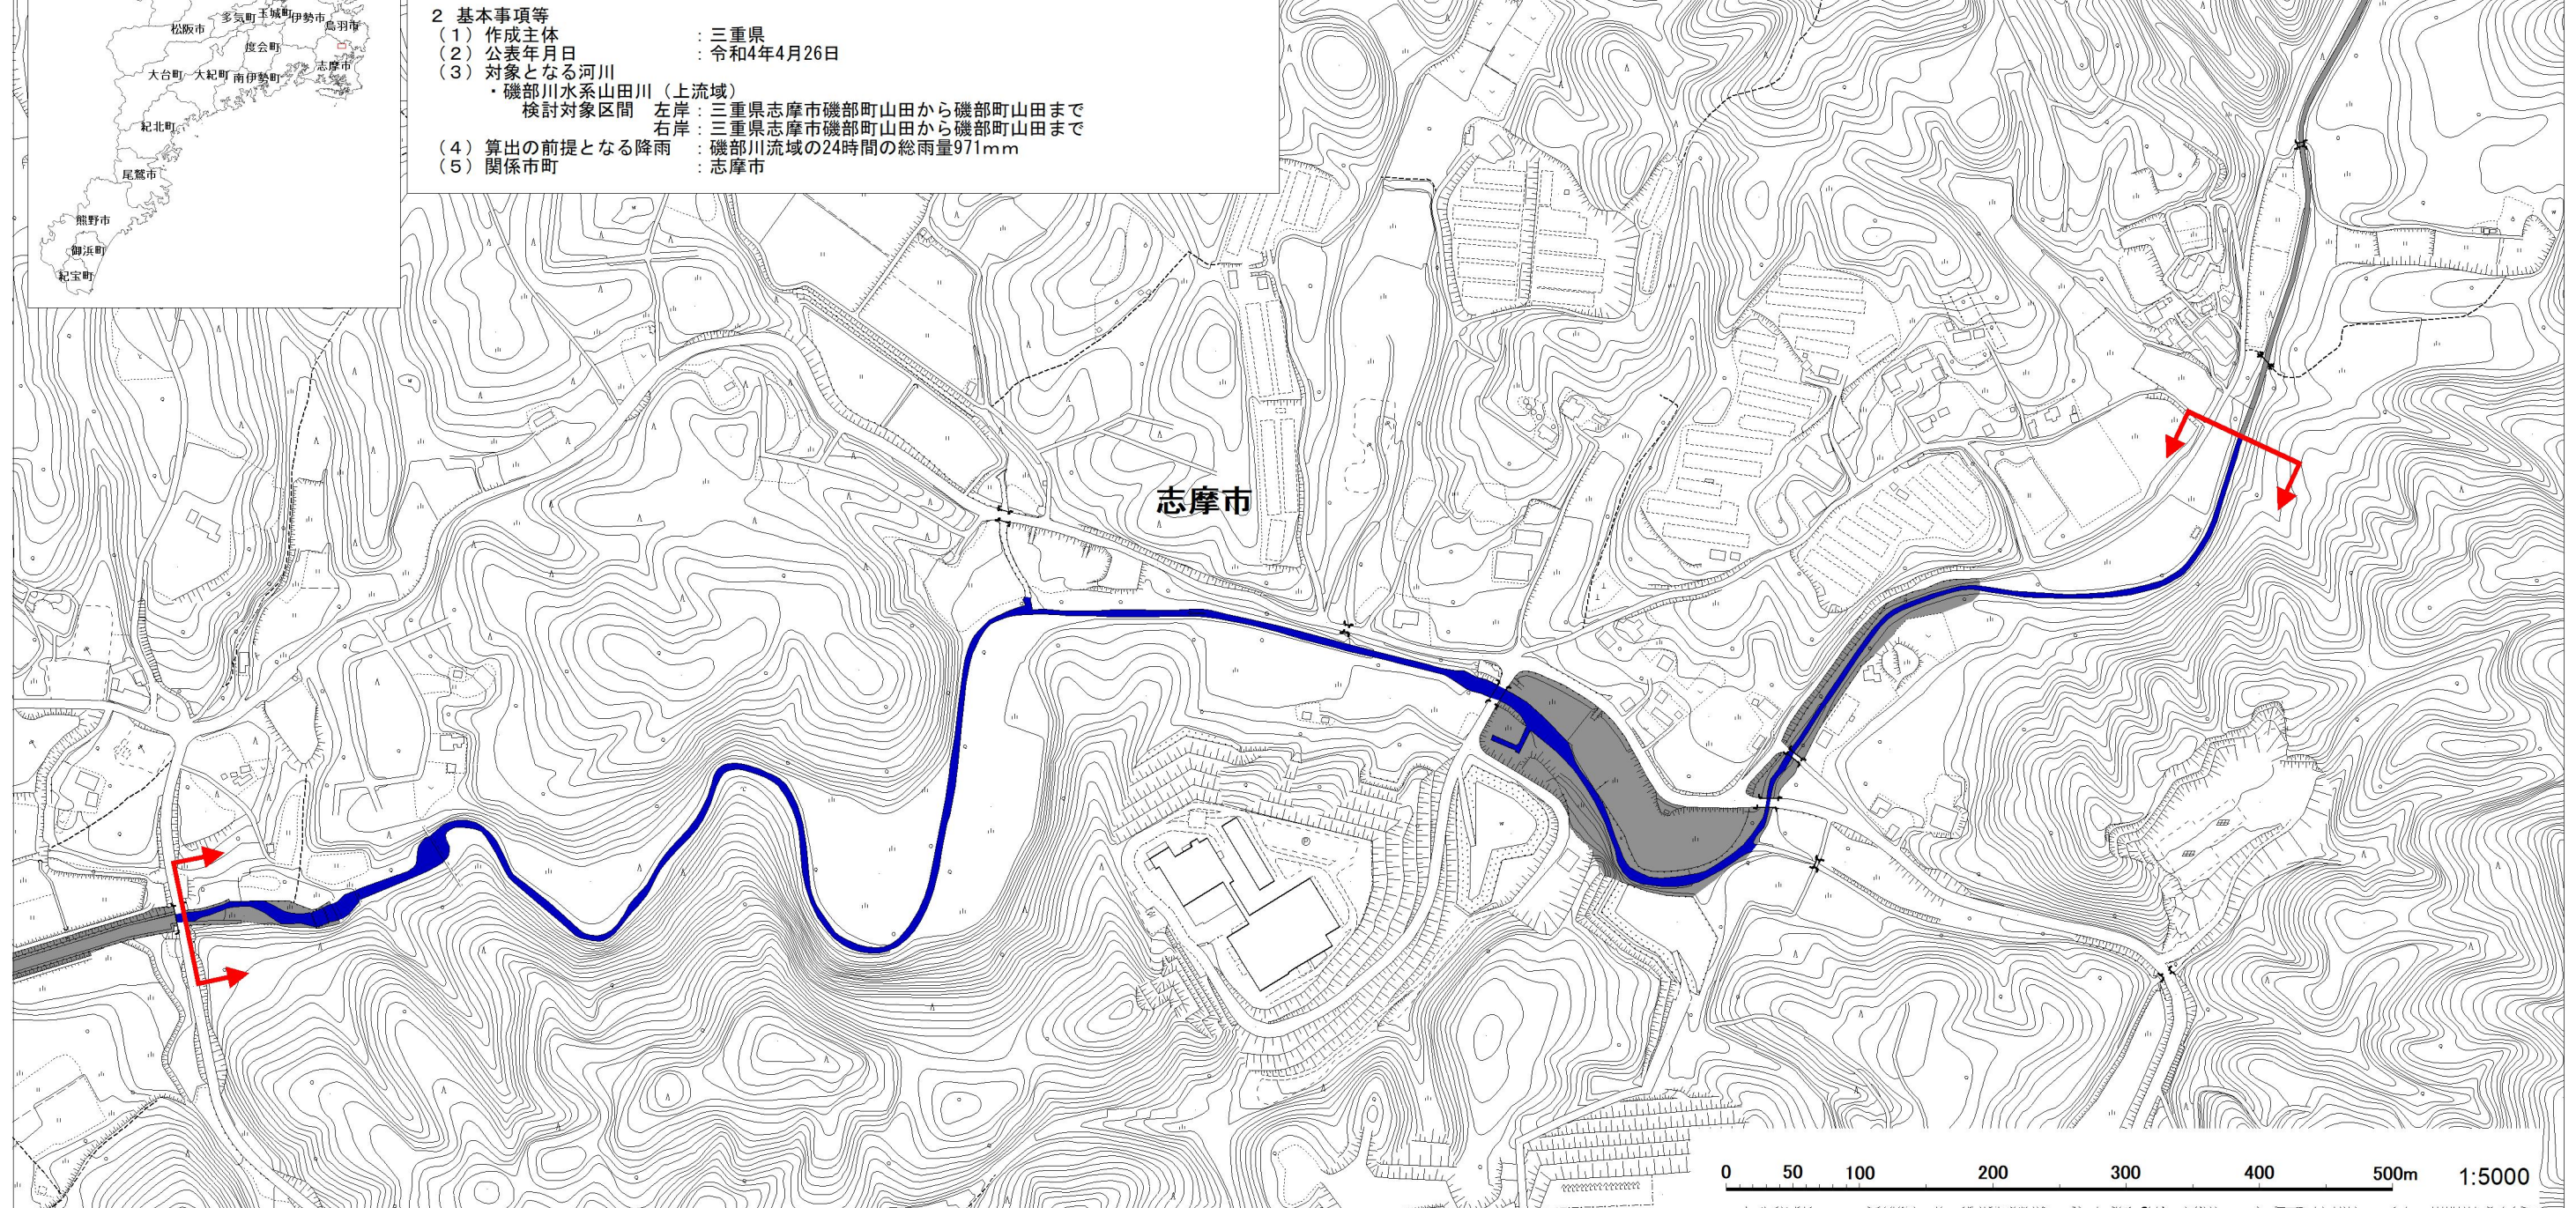 多気町 玉城町 伊勢市
鳥羽市
松阪市
度会町
志摩市
大台町 大紀町 南伊勢町
紀北町
尾鷲市
熊野市
御浜町
紀宝町
2 基本事項等
(1) 作成主体 : 三重県
(2) 公表年月日 : 令和4年4月26日
(3) 対象となる河川
・磯部川水系山田川(上流域)
検討対象区間 左岸 : 三重県志摩市磯部町山田から磯部町山田まで
右岸 : 三重県志摩市磯部町山田から磯部町山田まで
(4) 算出の前提となる降雨 : 磯部川流域の24時間の総雨量971mm
(5) 関係市町 : 志摩市
志摩市
0 50 100 200 300 400 500m 1:5000